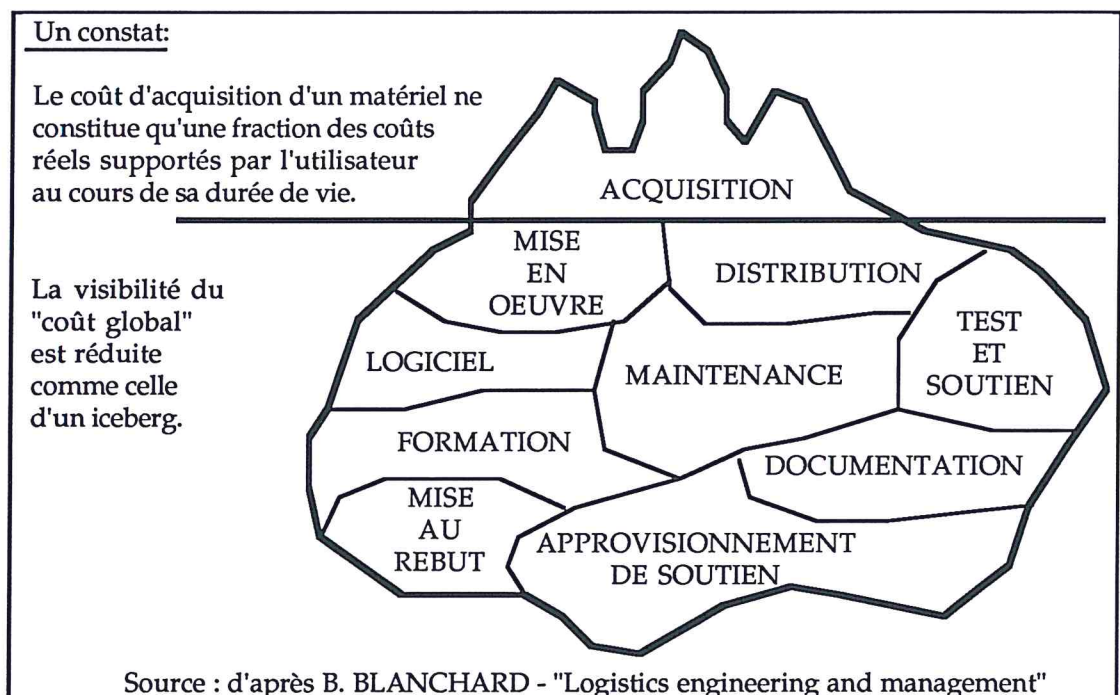 Un constat:
Le coût d'acquisition d'un matériel ne
constitue qu'une fraction des coûts
réels supportés par l'utilisateur
au cours de sa durée de vie.
ACQUISITION
La visibilité du
"coût global"
est réduite
comme celle
d'un iceberg.
MISE
EN
OEUVRE
DISTRIBUTION
TEST
ET
SOUTIEN
LOGICIEL
MAINTENANCE
FORMATION
DOCUMENTATION
MISE
AU
REBUT
APPROVISIONNEMENT
DE SOUTIEN
Source : d'après B. BLANCHARD - "Logistics engineering and management"